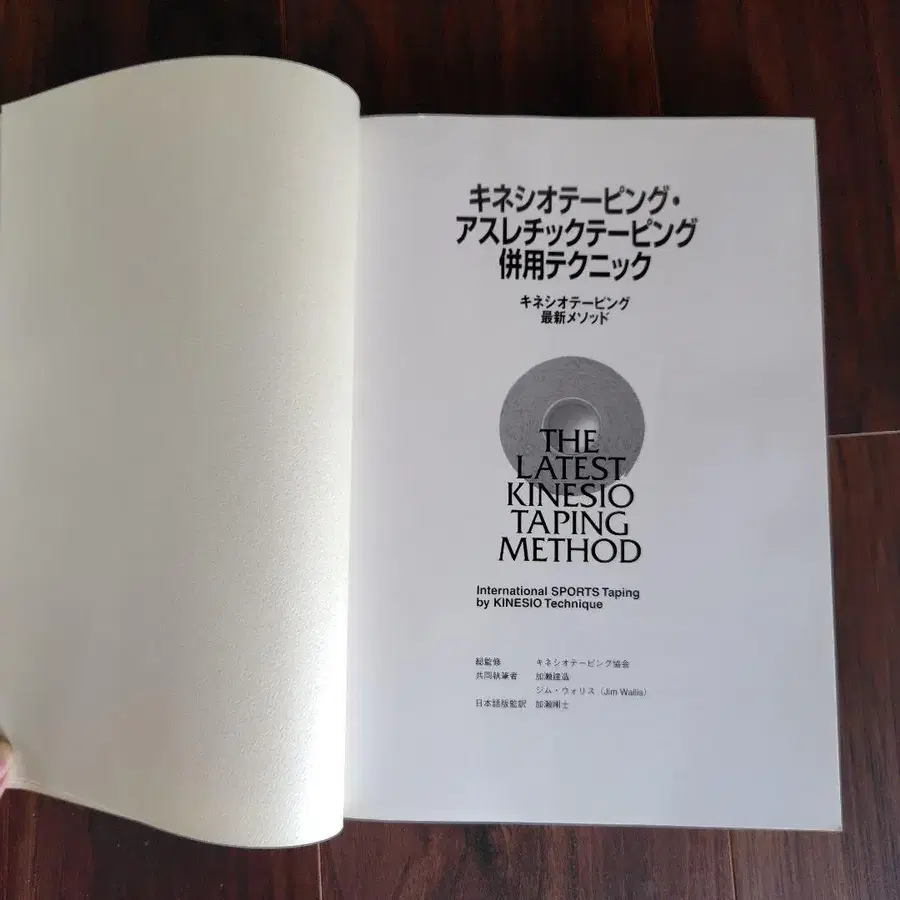 キネシオテーピング・
アスレチックテーピング
併用テクニック
キネシオテーピング
最新メソッド
THE
LATEST
KINESIO
TAPING
METHOD
International SPORTS Taping
by KINESIO Technique
総監修 キネシオテーピング協会
共同執筆者 加瀬建造
ジム・ウォリス（Jim Wallis）
日本語版監訳 加瀬剛士